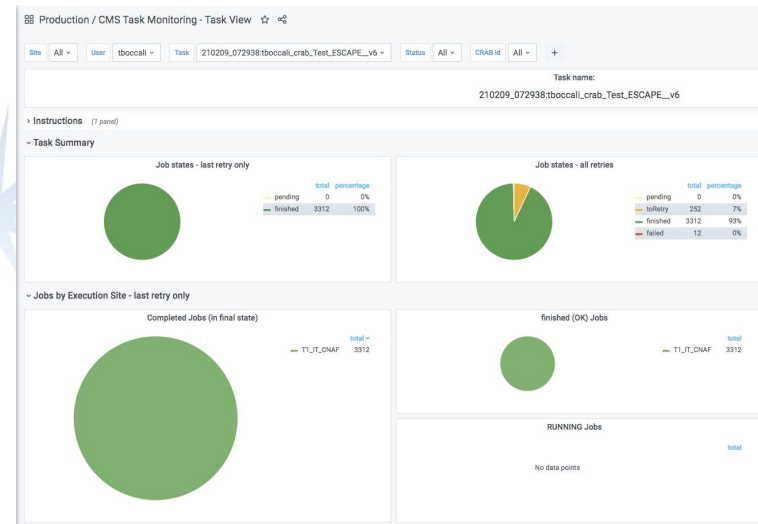 Production / CMS Task Monitoring - Task View
Site All User tboccali Task 210209_072938:tboccali_crab_Test_ESCAPE__v6 Status All CRAB Id All +
Task name:
210209_072938:tboccali_crab_Test_ESCAPE__v6
Instructions (1 panel)
Task Summary
Job states - last retry only
total percentage
pending 0 0%
finished 3312 100%
Job states - all retries
total percentage
pending 0 0%
toRetry 252 7%
finished 3312 93%
failed 12 0%
Jobs by Execution Site - last retry only
Completed Jobs (in final state)
total
T1_IT_CNAF 3312
finished (OK) Jobs
total
T1_IT_CNAF 3312
RUNNING Jobs
total
No data points